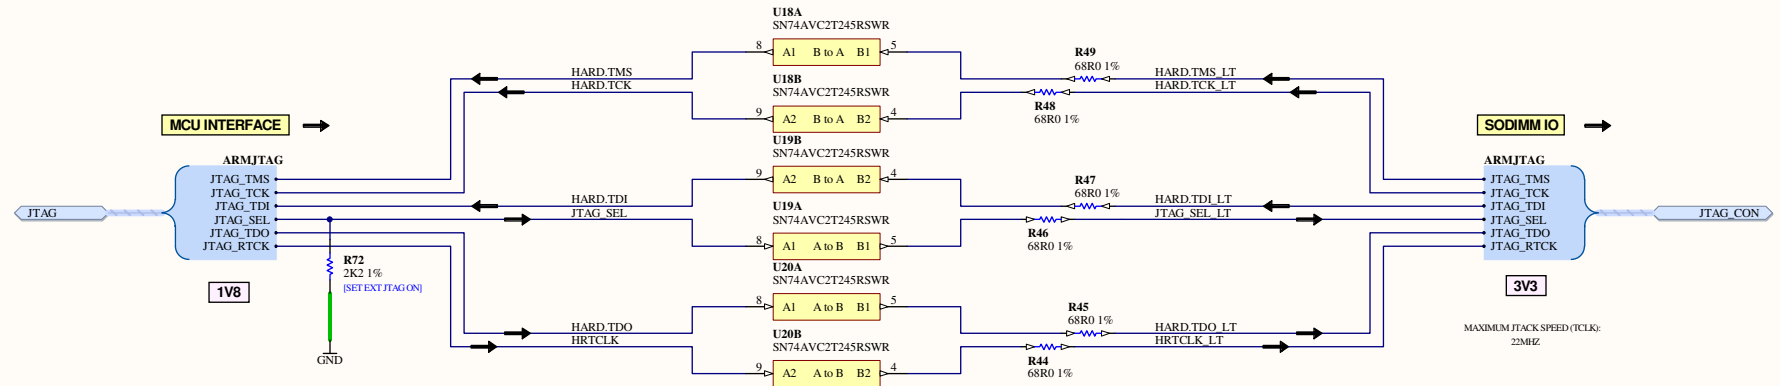 U18A
SN74AVC2T245RSWR
8 A1 B to A B1 5
R49
68R0 1%
HARD.TMS
HARD.TMS_LT
HARD.TCK
HARD.TCK_LT
U18B
SN74AVC2T245RSWR
9 A2 B to A B2 4
R48
68R0 1%
MCU INTERFACE
SODIMM IO
U19B
SN74AVC2T245RSWR
9 A2 B to A B2 4
R47
68R0 1%
ARMJTAG
JTAG_TMS
JTAG_TCK
JTAG_TDI
JTAG_SEL
JTAG_TDO
JTAG_RTCK
JTAG
HARD.TDI
HARD.TDI_LT
JTAG_SEL
JTAG_SEL_LT
U19A
SN74AVC2T245RSWR
8 A1 A to B B1 5
R46
68R0 1%
ARMJTAG
JTAG_TMS
JTAG_TCK
JTAG_TDI
JTAG_SEL
JTAG_TDO
JTAG_RTCK
JTAG_CON
R72
2K2 1%
[SET EXT JTAG ON]
1V8
GND
U20A
SN74AVC2T245RSWR
8 A1 A to B B1 5
R45
68R0 1%
3V3
HARD.TDO
HARD.TDO_LT
HRTCLK
HRTCLK_LT
U20B
SN74AVC2T245RSWR
9 A2 A to B B2 4
R44
68R0 1%
MAXIMUM JTACK SPEED (TCLK):
22MHZ